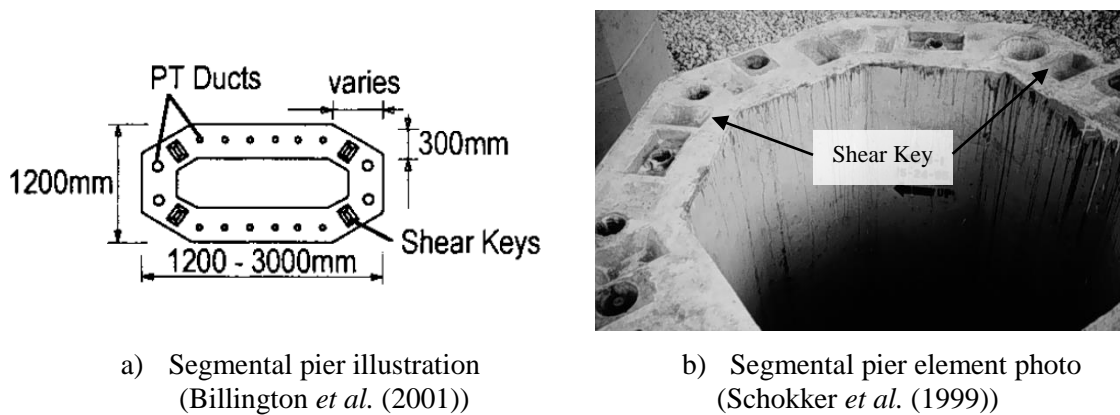 PT Ducts
varies
300mm
1200mm
Shear Keys
1200 - 3000mm
Shear Key
a) Segmental pier illustration
(Billington et al. (2001))
b) Segmental pier element photo
(Schokker et al. (1999))